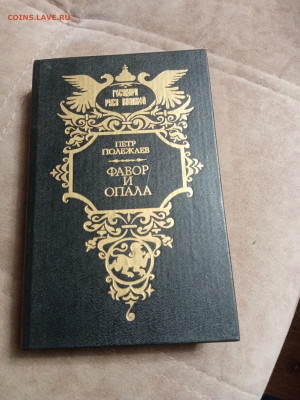 COINS.LAVE.RU
ГОСУДАРИ
РУСИ ВЕЛИКОЙ
ПЕТР
ПОЛЕЖАЕВ
ФАВОР
И
ОПАЛА